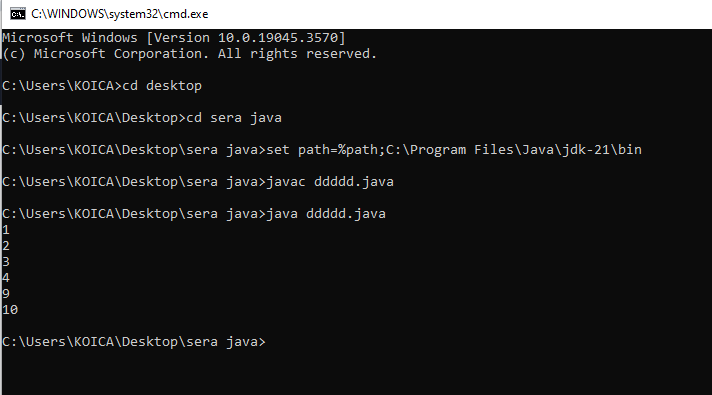 C:\WINDOWS\system32\cmd.exe
Microsoft Windows [Version 10.0.19045.3570]
(c) Microsoft Corporation. All rights reserved.
C:\Users\KOICA>cd desktop
C:\Users\KOICA\Desktop>cd sera java
C:\Users\KOICA\Desktop\sera java>set path=%path;C:\Program Files\Java\jdk-21\bin
C:\Users\KOICA\Desktop\sera java>javac ddddd.java
C:\Users\KOICA\Desktop\sera java>java ddddd.java
1
2
3
4
9
10
C:\Users\KOICA\Desktop\sera java>